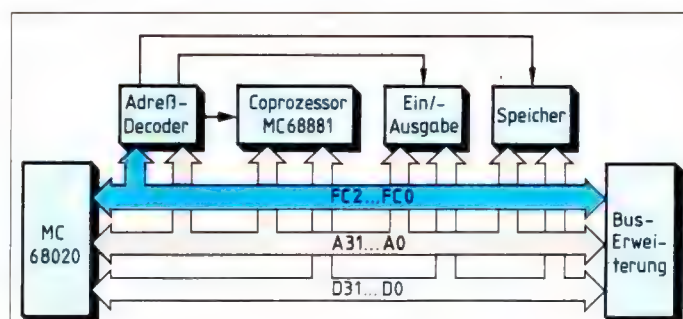 Adreß-
Decoder
Coprozessor
MC68881
Ein/-
Ausgabe
Speicher
MC
68020
FC2...FC0
A31...A0
D31...D0
Bus-
Erwei-
terung